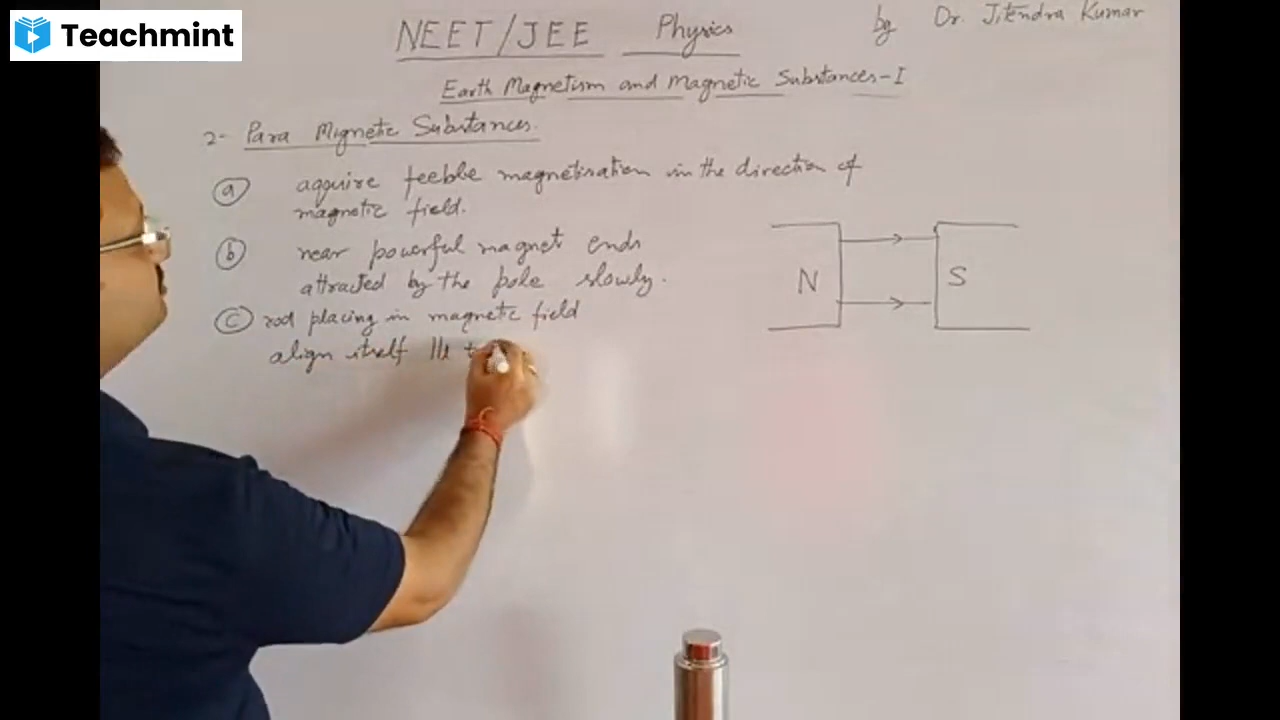 Teachmint
NEET/JEE Physics by Dr. Jitendra Kumar
Earth Magnetism and Magnetic Substances-I
2- Para Mignetic Substances.
(a) aquire feeble magnetisation in the direction of
magnetic field.
(b) near powerful magnet ends
attracted by the pole slowly.
(c) rod placing in magnetic field
align itself ||l
N S